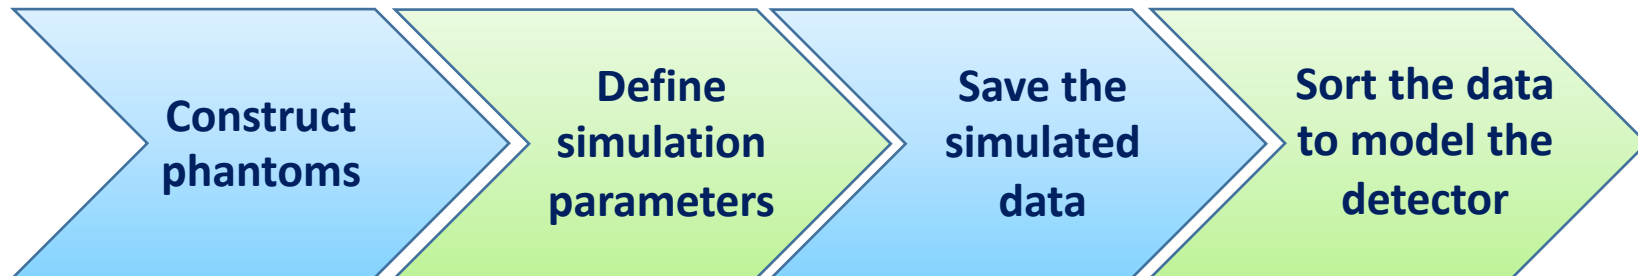 Construct
phantoms
Define
simulation
parameters
Save the
simulated
data
Sort the data
to model the
detector